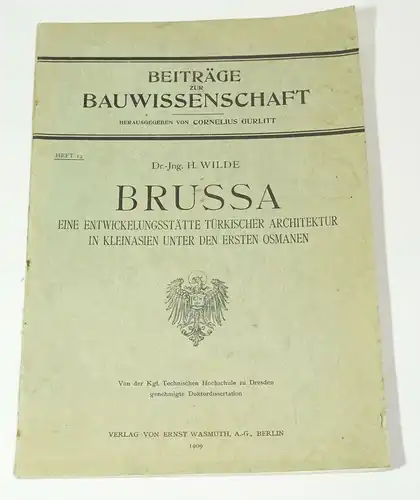 BEITRÄGE
ZUR
BAUWISSENSCHAFT
HERAUSGEGEBEN VON CORNELIUS GURLITT
HEFT 13
Dr.-Jng. H. WILDE
BRUSSA
EINE ENTWICKELUNGSSTÄTTE TÜRKISCHER ARCHITEKTUR
IN KLEINASIEN UNTER DEN ERSTEN OSMANEN
Von der Kgl. Technischen Hochschule zu Dresden
genehmigte Doktordissertation
VERLAG VON ERNST WASMUTH, A.-G., BERLIN
1909